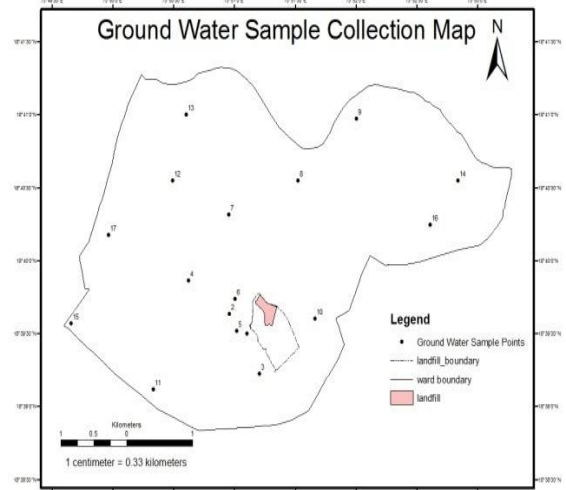 Ground Water Sample Collection Map
N
13
9
12
8
14
7
16
17
4
6
2
15
5
10
3
11
Legend
Ground Water Sample Points
landfill_boundary
ward boundary
landfill
Kilometers
1 0.5 0 1
1 centimeter = 0.33 kilometers